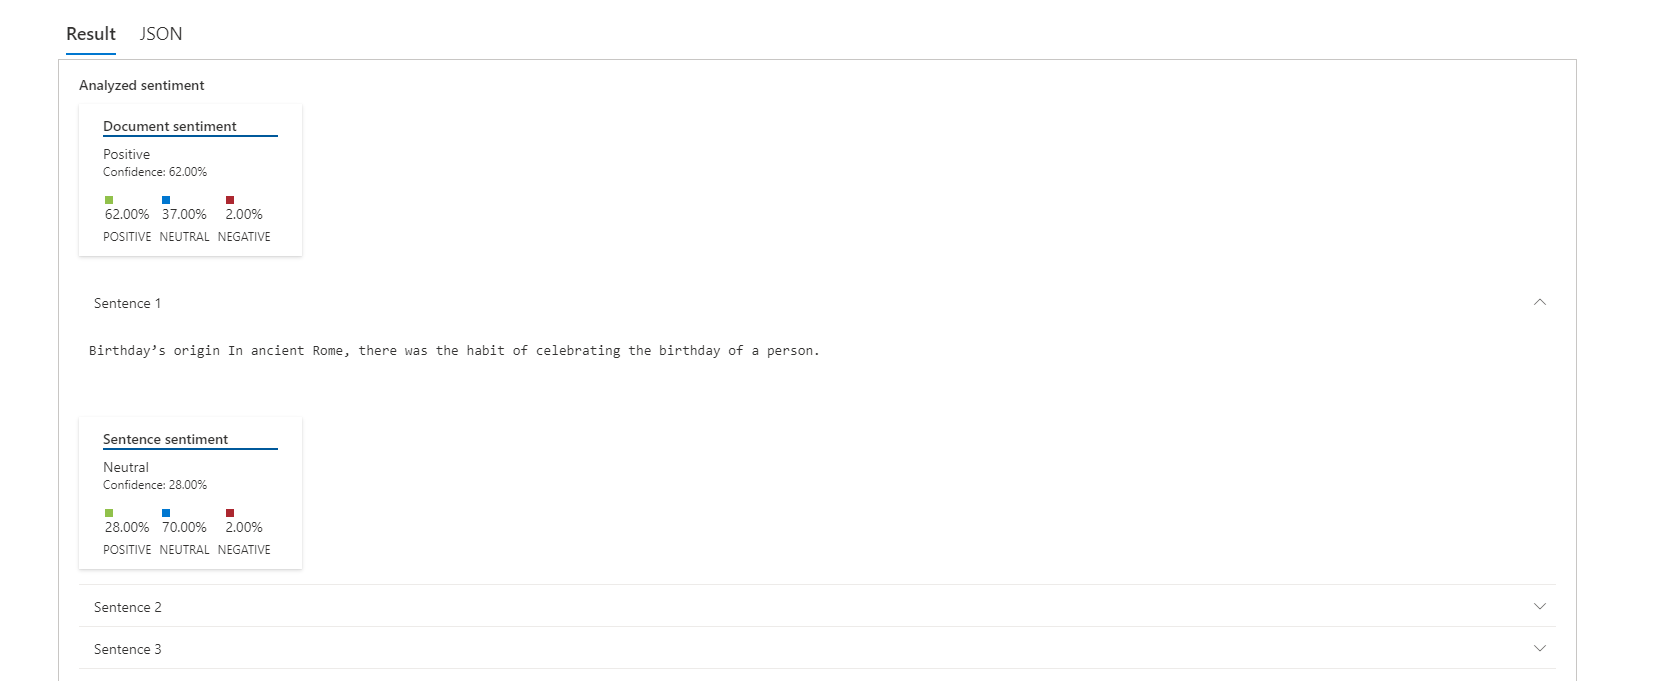 Result JSON
Analyzed sentiment
Document sentiment
Positive
Confidence: 62.00%
62.00% 37.00% 2.00%
POSITIVE NEUTRAL NEGATIVE
Sentence 1
Birthday’s origin In ancient Rome, there was the habit of celebrating the birthday of a person.
Sentence sentiment
Neutral
Confidence: 28.00%
28.00% 70.00% 2.00%
POSITIVE NEUTRAL NEGATIVE
Sentence 2
Sentence 3